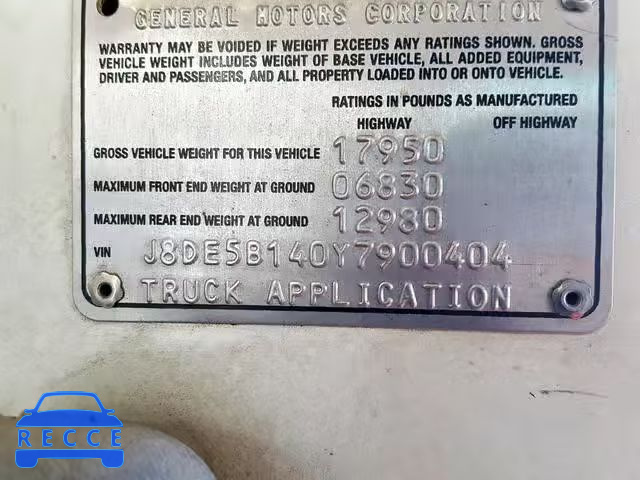 GENERAL MOTORS CORPORATION
WARRANTY MAY BE VOIDED IF WEIGHT EXCEEDS ANY RATINGS SHOWN. GROSS
VEHICLE WEIGHT INCLUDES WEIGHT OF BASE VEHICLE, ALL ADDED EQUIPMENT,
DRIVER AND PASSENGERS, AND ALL PROPERTY LOADED INTO OR ONTO VEHICLE.
RATINGS IN POUNDS AS MANUFACTURED
HIGHWAY OFF HIGHWAY
GROSS VEHICLE WEIGHT FOR THIS VEHICLE 17950
MAXIMUM FRONT END WEIGHT AT GROUND 06830
MAXIMUM REAR END WEIGHT AT GROUND 12980
VIN J8DE5B140Y7900404
TRUCK APPLICATION
RECCE